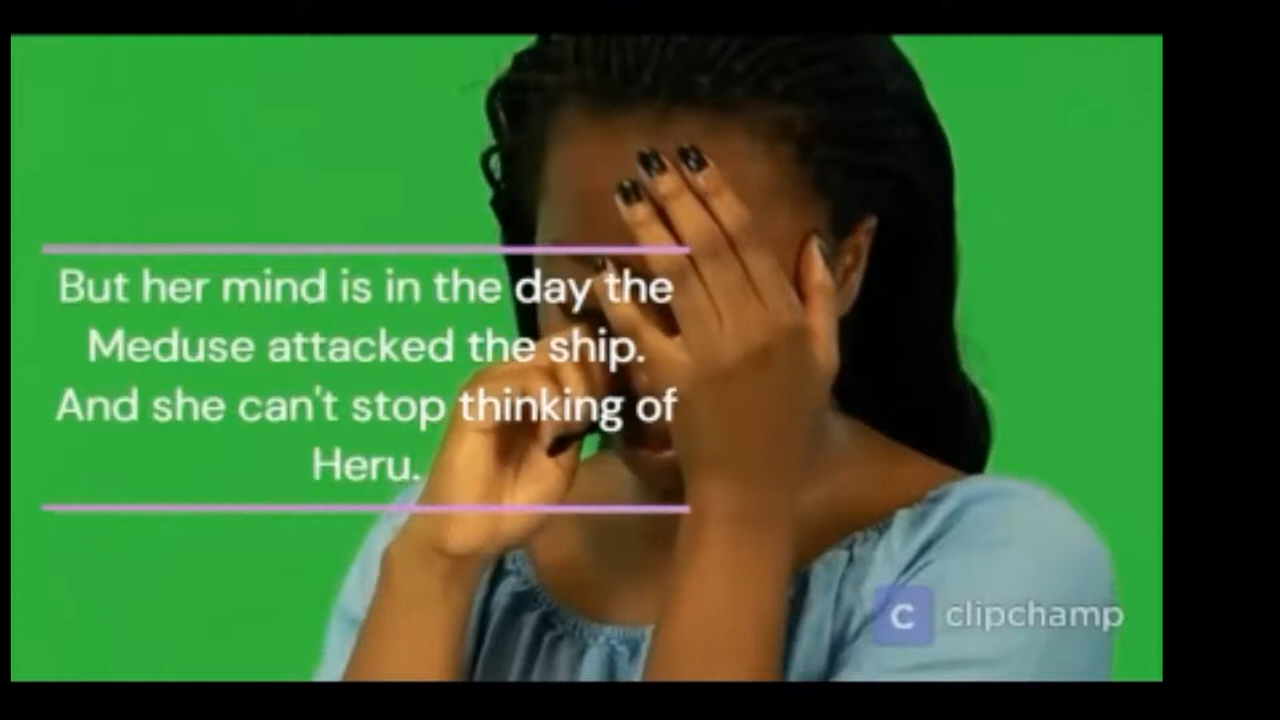 But her mind is in the day the
Meduse attacked the ship.
And she can't stop thinking of
Heru.
C clipchamp